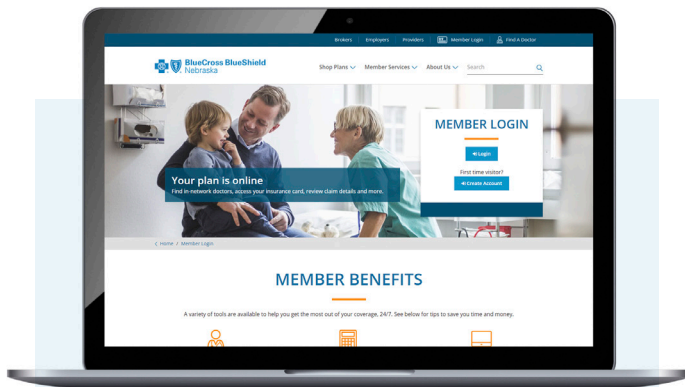 Brokers Employers Providers Member Login Find A Doctor
BlueCross BlueShield
Nebraska
Shop Plans Member Services About Us Search
MEMBER LOGIN
Login
First time visitor?
Create Account
Your plan is online
Find in-network doctors, access your insurance card, review claim details and more.
Home / Member Login
MEMBER BENEFITS
A variety of tools are available to help you get the most out of your coverage, 24/7. See below for tips to save you time and money.